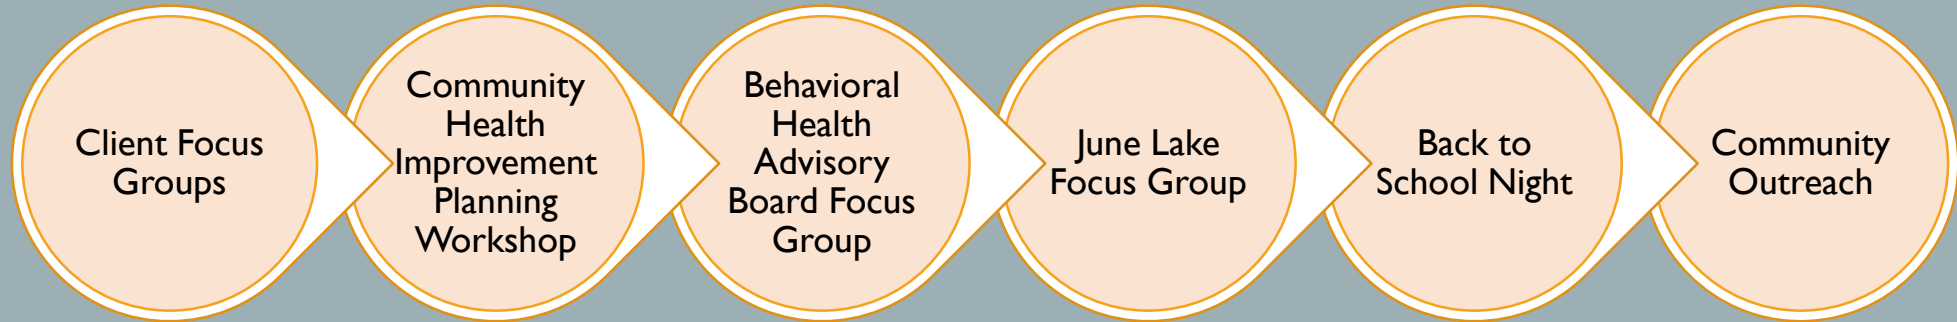 Client Focus
Groups
Community
Health
Improvement
Planning
Workshop
Behavioral
Health
Advisory
Board Focus
Group
June Lake
Focus Group
Back to
School Night
Community
Outreach